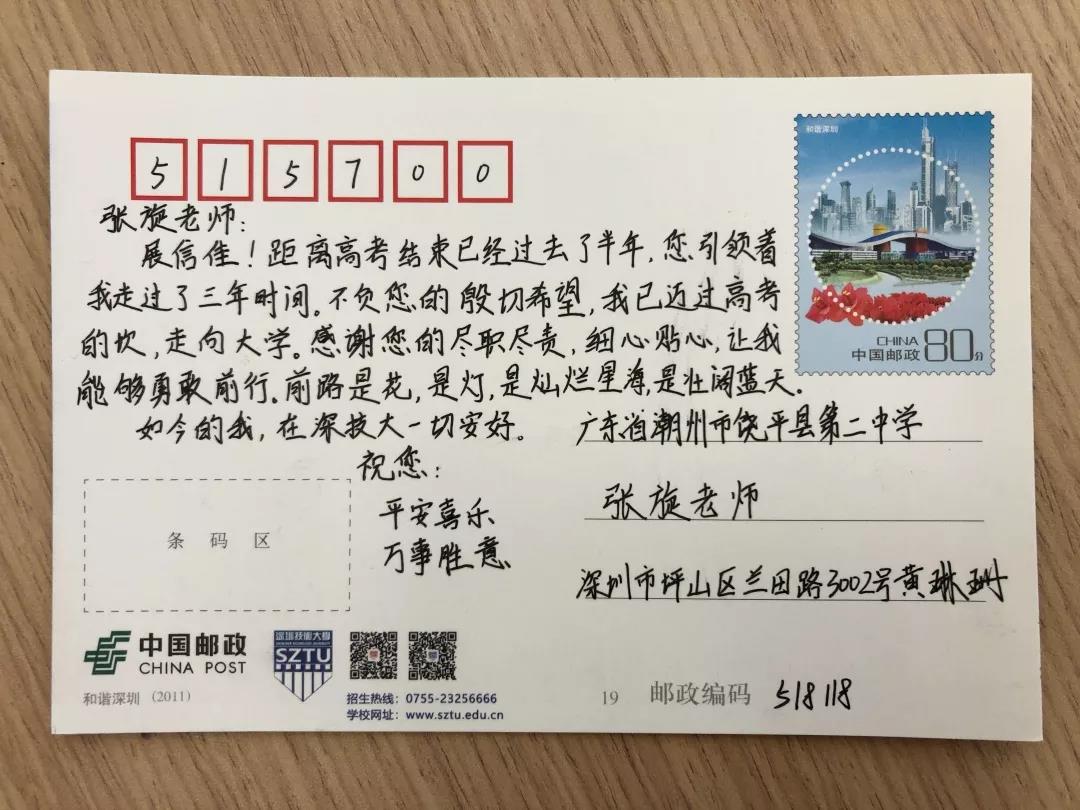 和谐深圳
515700
张旋老师:
展信佳!距离高考结束已经过去了半年,您引领着
我走过了三年时间。不负您的殷切希望,我已迈过高考
的坎,走向大学。感谢您的尽职尽责,细心贴心,让我
能够勇敢前行。前路是花,是灯,是灿烂星海,是壮阔蓝天。
如今的我,在深技大一切安好。
祝您:
平安喜乐
万事胜意
CHINA
中国邮政 80分
广东省潮州市饶平县第二中学
张旋老师
深圳市坪山区兰田路3002号黄琳珊
条码区
中国邮政
CHINA POST
和谐深圳 (2011)
深圳技术大學
SZTU
招生热线:0755-23256666
学校网址:www.sztu.edu.cn
19 邮政编码 518118